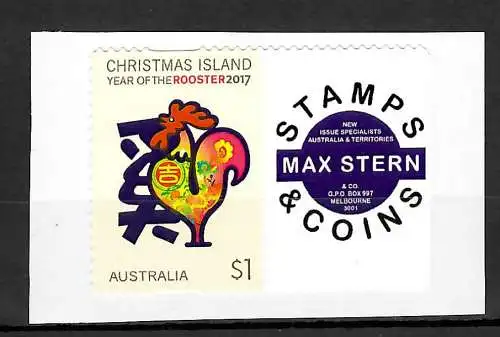 CHRISTMAS ISLAND
YEAR OF THE ROOSTER 2017
吉
AUSTRALIA
$1
STAMPS
NEW
ISSUE SPECIALISTS
AUSTRALIA & TERRITORIES
MAX STERN
& CO.
G.P.O BOX 997
MELBOURNE
3001
& COINS